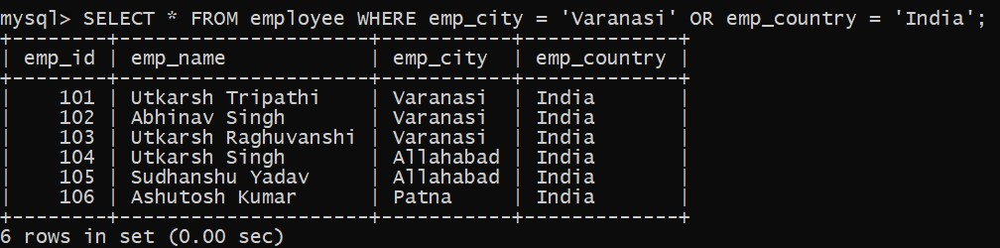 mysql> SELECT * FROM employee WHERE emp_city = 'Varanasi' OR emp_country = 'India';
+--------+---------------------+------------+-------------+
| emp_id | emp_name            | emp_city   | emp_country |
+--------+---------------------+------------+-------------+
|    101 | Utkarsh Tripathi    | Varanasi   | India       |
|    102 | Abhinav Singh       | Varanasi   | India       |
|    103 | Utkarsh Raghuvanshi | Varanasi   | India       |
|    104 | Utkarsh Singh       | Allahabad  | India       |
|    105 | Sudhanshu Yadav     | Allahabad  | India       |
|    106 | Ashutosh Kumar      | Patna      | India       |
+--------+---------------------+------------+-------------+
6 rows in set (0.00 sec)